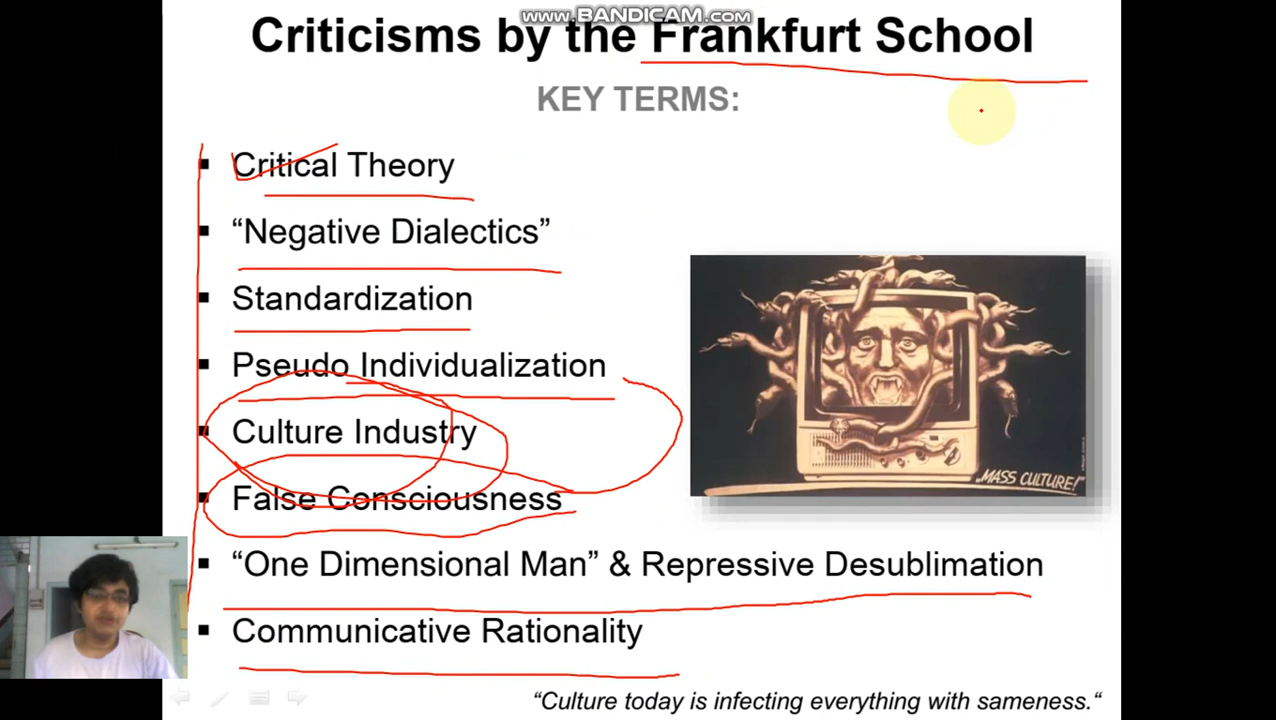 www.BANDICAM.com
Criticisms by the Frankfurt School
KEY TERMS:
▪ Critical Theory
▪ “Negative Dialectics”
▪ Standardization
▪ Pseudo Individualization
▪ Culture Industry
▪ False Consciousness
▪ “One Dimensional Man” & Repressive Desublimation
▪ Communicative Rationality
„MASS CULTURE!”
“Culture today is infecting everything with sameness.“